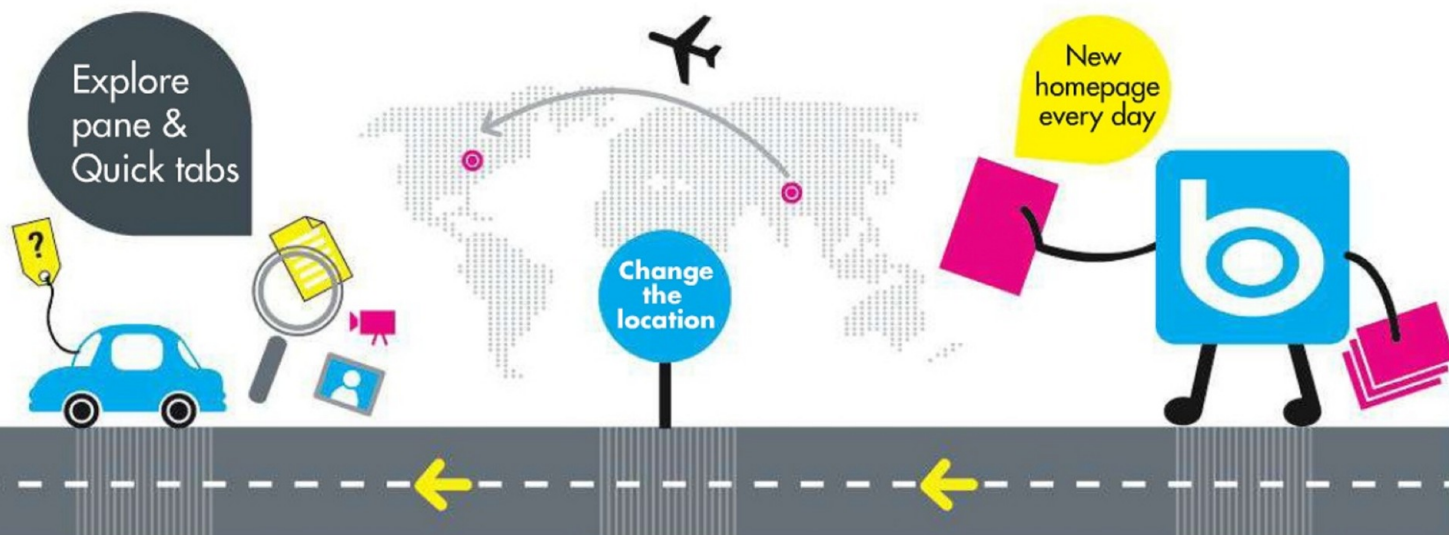 Explore
pane &
Quick tabs
?
Change
the
location
New
homepage
every day
b